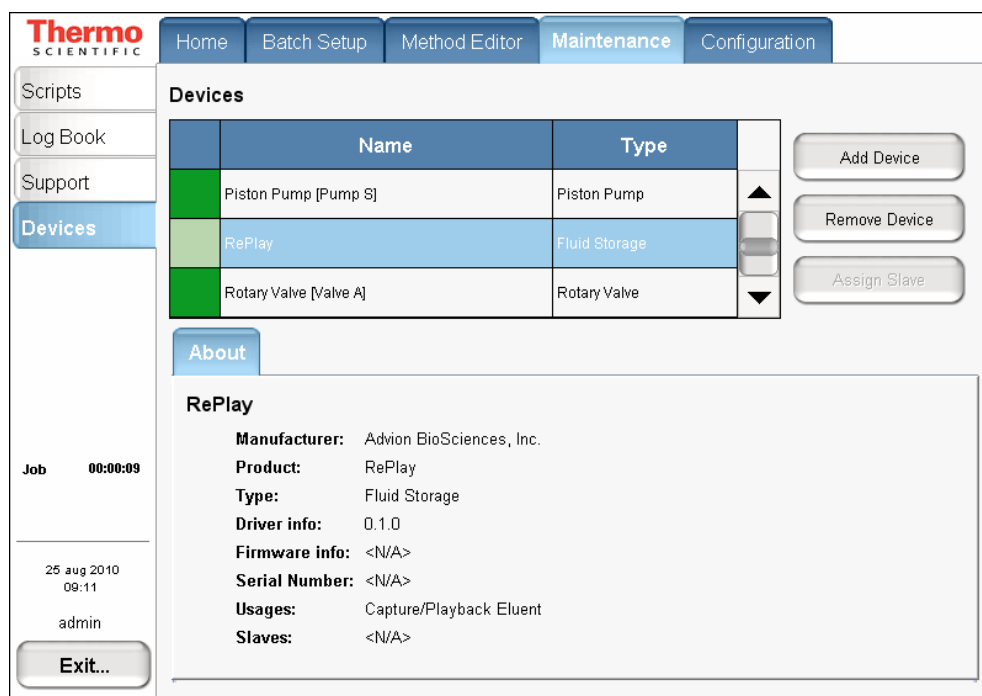 Thermo
SCIENTIFIC
Home Batch Setup Method Editor Maintenance Configuration
Scripts
Log Book
Support
Devices
Devices
Name Type
Piston Pump [Pump S] Piston Pump
RePlay Fluid Storage
Rotary Valve [Valve A] Rotary Valve
Add Device
Remove Device
Assign Slave
About
RePlay
Manufacturer: Advion BioSciences, Inc.
Product: RePlay
Type: Fluid Storage
Driver info: 0.1.0
Firmware info: <N/A>
Serial Number: <N/A>
Usages: Capture/Playback Eluent
Slaves: <N/A>
Job 00:00:09
25 aug 2010
09:11
admin
Exit...